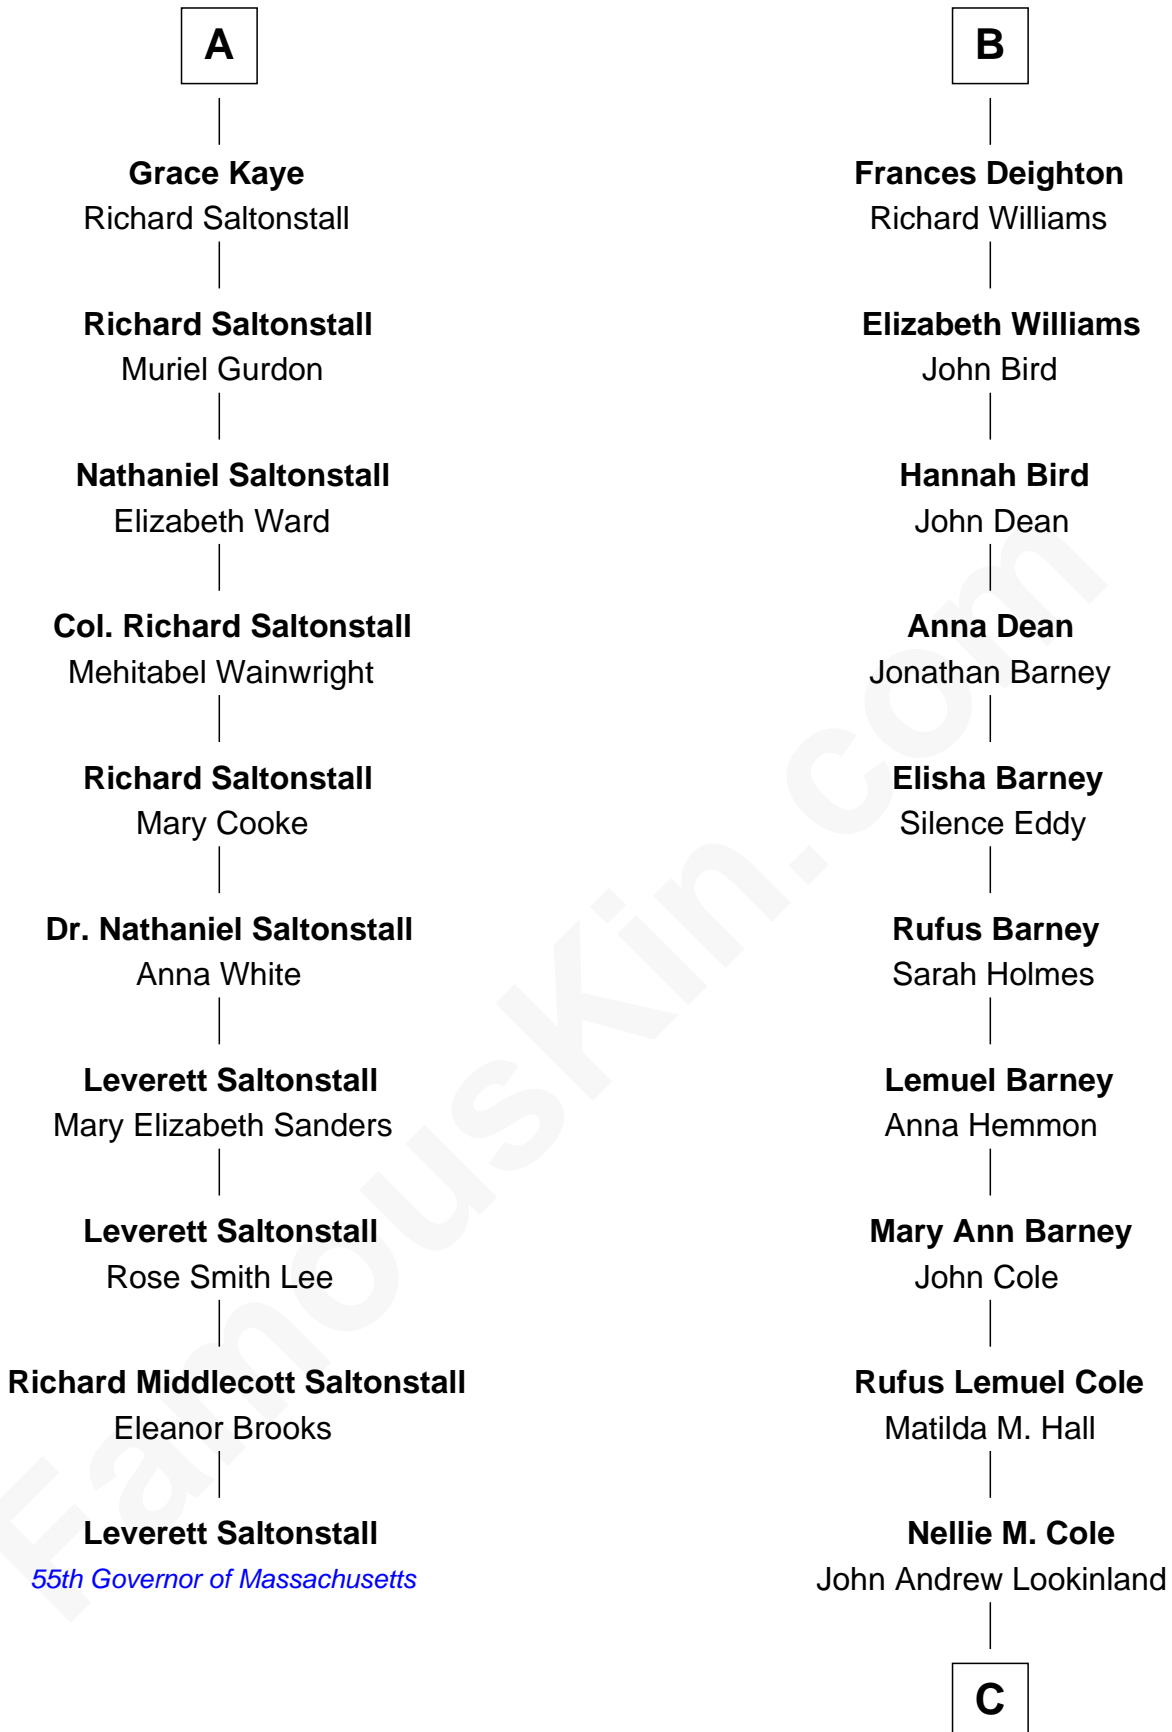 A
Grace Kaye
Richard Saltonstall
Richard Saltonstall
Muriel Gurdon
Nathaniel Saltonstall
Elizabeth Ward
Col. Richard Saltonstall
Mehitabel Wainwright
Richard Saltonstall
Mary Cooke
Dr. Nathaniel Saltonstall
Anna White
Leverett Saltonstall
Mary Elizabeth Sanders
Leverett Saltonstall
Rose Smith Lee
Richard Middlecott Saltonstall
Eleanor Brooks
Leverett Saltonstall
55th Governor of Massachusetts
B
Frances Deighton
Richard Williams
Elizabeth Williams
John Bird
Hannah Bird
John Dean
Anna Dean
Jonathan Barney
Elisha Barney
Silence Eddy
Rufus Barney
Sarah Holmes
Lemuel Barney
Anna Hemmon
Mary Ann Barney
John Cole
Rufus Lemuel Cole
Matilda M. Hall
Nellie M. Cole
John Andrew Lookinland
C
FamousKin.com